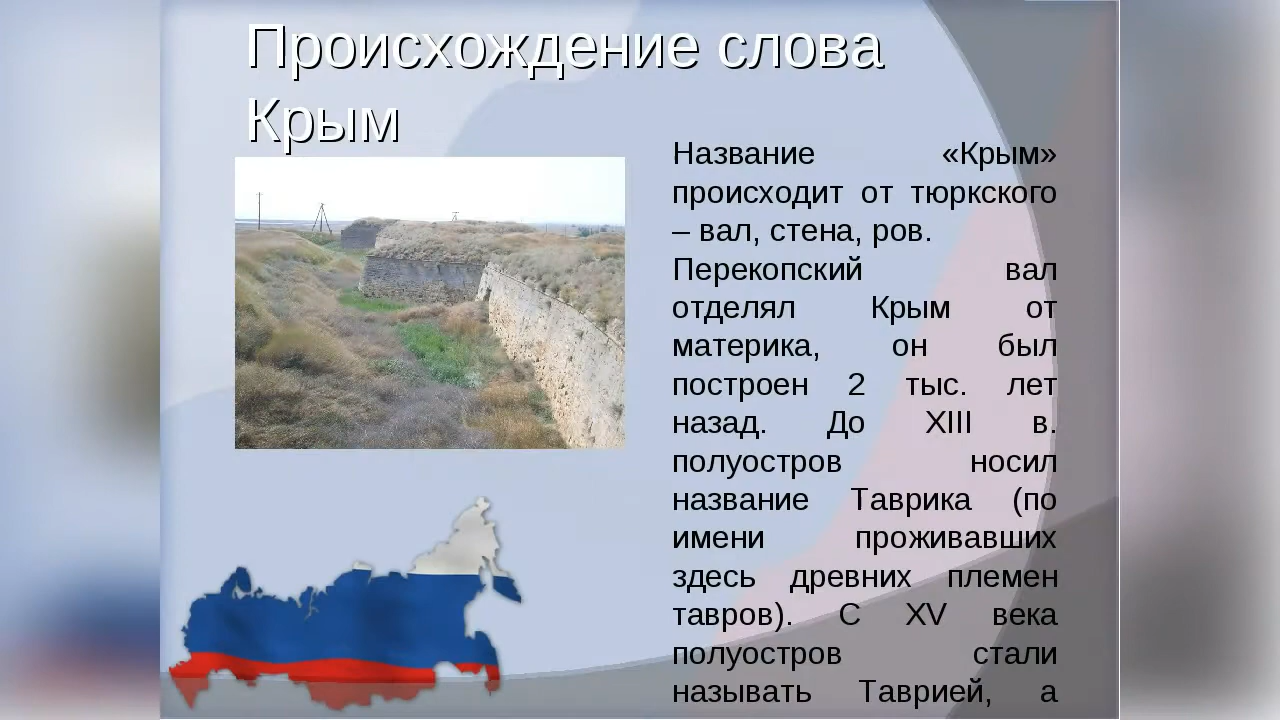 Происхождение слова
Крым
Название «Крым»
происходит от тюркского
– вал, стена, ров.
Перекопский вал
отделял Крым от
материка, он был
построен 2 тыс. лет
назад. До XIII в.
полуостров носил
название Таврика (по
имени проживавших
здесь древних племен
тавров). С XV века
полуостров стали
называть Таврией, а